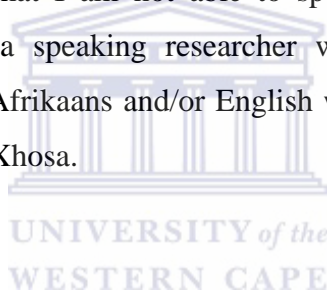 that I am not able to sp
a speaking researcher w
Afrikaans and/or English w
Xhosa.
UNIVERSITY of the
WESTERN CAPE